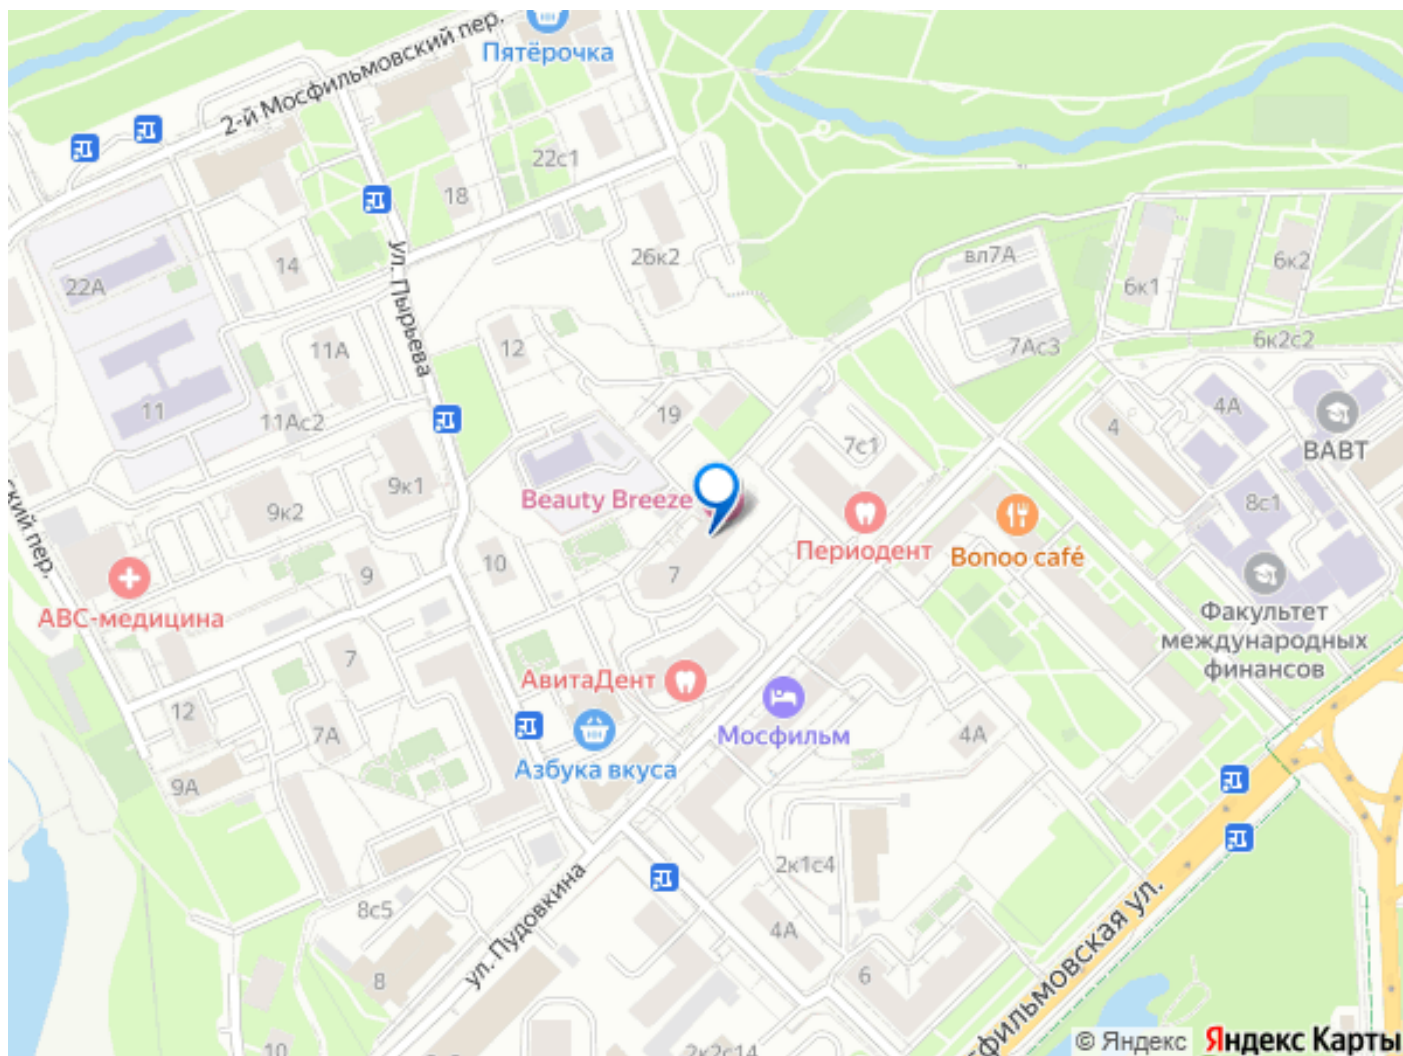 2-й Мосфильмовский пер.
Пятёрочка
22с1
18
ул. Пырьева
26к2
вл7А
6к2
14
22А
6к1
7Ас3
6к2с2
12
11А
11
11Ас2
19
7с1
4А
4
ВАВТ
9к1
9к2
Beauty Breeze
8с1
Периодент
Bonoo café
ский пер.
АВС-медицина
9
10
7
Факультет
международных
финансов
7
АвитаДент
12
7А
Мосфильм
4А
Азбука вкуса
9А
2к1с4
8с5
ул. Пудовкина
4А
8
6
сфильмовская ул.
10
2к2с14
© Яндекс
Яндекс Карты